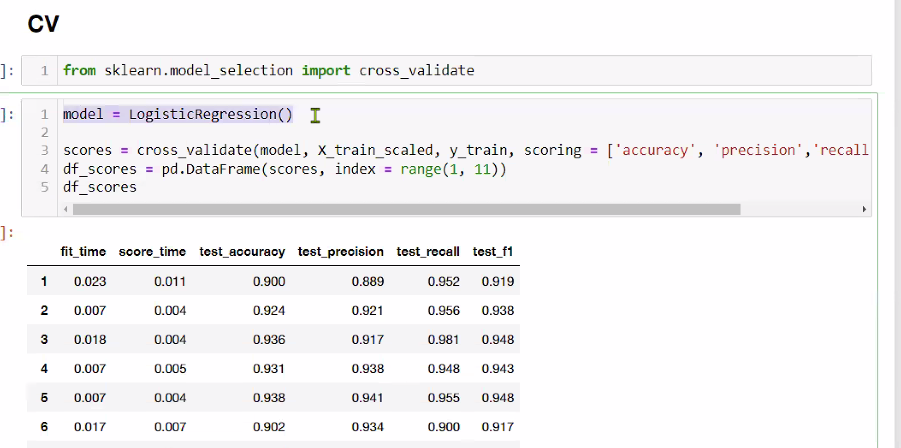 CV
]: 1 from sklearn.model_selection import cross_validate
]: 1 model = LogisticRegression()
2
3 scores = cross_validate(model, X_train_scaled, y_train, scoring = ['accuracy', 'precision','recall
4 df_scores = pd.DataFrame(scores, index = range(1, 11))
5 df_scores
]:
fit_time score_time test_accuracy test_precision test_recall test_f1
1 0.023 0.011 0.900 0.889 0.952 0.919
2 0.007 0.004 0.924 0.921 0.956 0.938
3 0.018 0.004 0.936 0.917 0.981 0.948
4 0.007 0.005 0.931 0.938 0.948 0.943
5 0.007 0.004 0.938 0.941 0.955 0.948
6 0.017 0.007 0.902 0.934 0.900 0.917